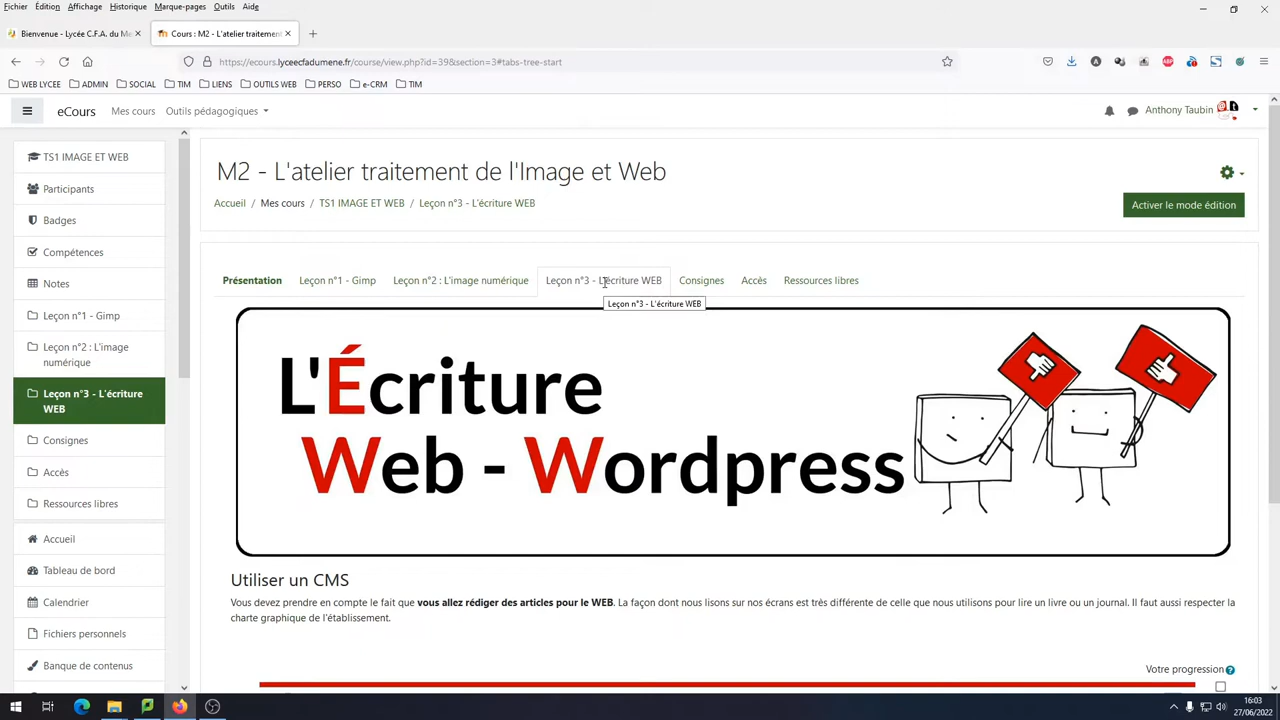 Fichier Édition Affichage Historique Marque-pages Outils Aide
Bienvenue - Lycée C.F.A. du Me
Cours : M2 - L'atelier traitement
https://ecours.lyceecfadumene.fr/course/view.php?id=39&section=3#tabs-tree-start
WEB LYCEE ADMIN SOCIAL TIM LIENS OUTILS WEB PERSO e-CRM TIM
eCours Mes cours Outils pédagogiques
Anthony Taubin
TS1 IMAGE ET WEB
Participants
Badges
Compétences
Notes
Leçon n°1 - Gimp
Leçon n°2 : L'image
numérique
Leçon n°3 - L'écriture
WEB
Consignes
Accès
Ressources libres
Accueil
Tableau de bord
Calendrier
Fichiers personnels
Banque de contenus
M2 - L'atelier traitement de l'Image et Web
Accueil / Mes cours / TS1 IMAGE ET WEB / Leçon n°3 - L'écriture WEB
Activer le mode édition
Présentation Leçon n°1 - Gimp Leçon n°2 : L'image numérique Leçon n°3 - L'écriture WEB Consignes Accès Ressources libres
Leçon n°3 - L'écriture WEB
L'Écriture
Web - Wordpress
Utiliser un CMS
Vous devez prendre en compte le fait que vous allez rédiger des articles pour le WEB. La façon dont nous lisons sur nos écrans est très différente de celle que nous utilisons pour lire un livre ou un journal. Il faut aussi respecter la
charte graphique de l'établissement.
Votre progression
16:03
27/06/2022